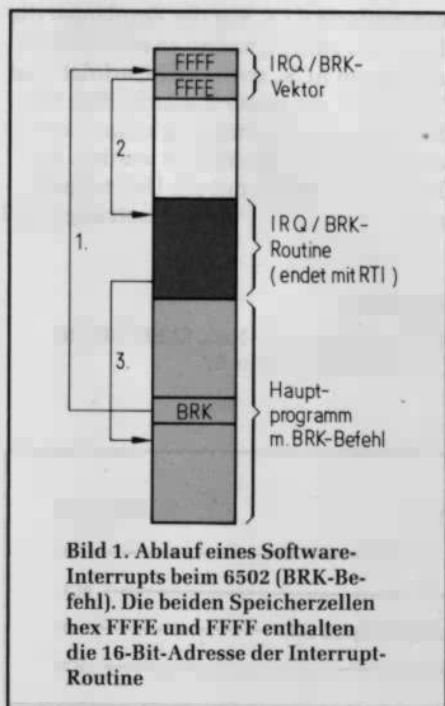 FFFF
FFFE
IRQ/BRK-
Vektor
2.
1.
IRQ/BRK-
Routine
(endet mit RTI)
3.
BRK
Haupt-
programm
m. BRK-Befehl
Bild 1. Ablauf eines Software-
Interrupts beim 6502 (BRK-Be-
fehl). Die beiden Speicherzellen
hex FFFE und FFFF enthalten
die 16-Bit-Adresse der Interrupt-
Routine